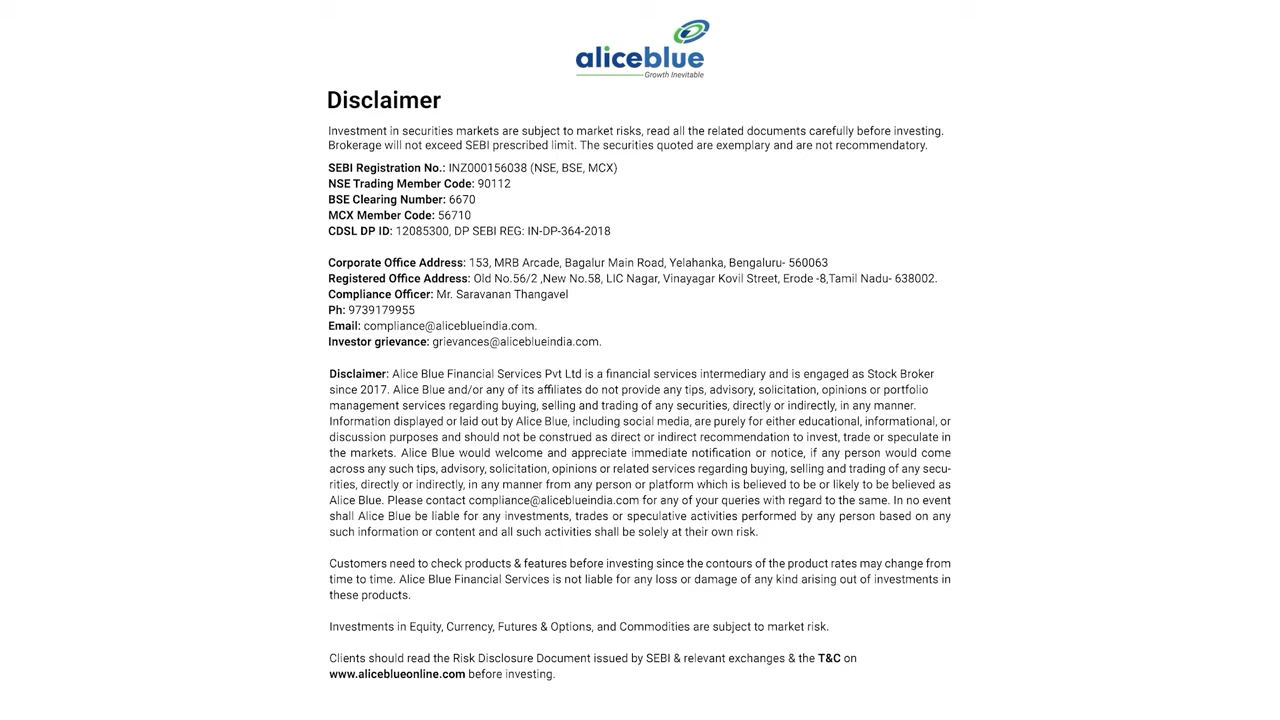 aliceblue
Growth Inevitable
Disclaimer
Investment in securities markets are subject to market risks, read all the related documents carefully before investing.
Brokerage will not exceed SEBI prescribed limit. The securities quoted are exemplary and are not recommendatory.
SEBI Registration No.: INZ000156038 (NSE, BSE, MCX)
NSE Trading Member Code: 90112
BSE Clearing Number: 6670
MCX Member Code: 56710
CDSL DP ID: 12085300, DP SEBI REG: IN-DP-364-2018
Corporate Office Address: 153, MRB Arcade, Bagalur Main Road, Yelahanka, Bengaluru- 560063
Registered Office Address: Old No.56/2 ,New No.58, LIC Nagar, Vinayagar Kovil Street, Erode -8,Tamil Nadu- 638002.
Compliance Officer: Mr. Saravanan Thangavel
Ph: 9739179955
Email: compliance@aliceblueindia.com.
Investor grievance: grievances@aliceblueindia.com.
Disclaimer: Alice Blue Financial Services Pvt Ltd is a financial services intermediary and is engaged as Stock Broker
since 2017. Alice Blue and/or any of its affiliates do not provide any tips, advisory, solicitation, opinions or portfolio
management services regarding buying, selling and trading of any securities, directly or indirectly, in any manner.
Information displayed or laid out by Alice Blue, including social media, are purely for either educational, informational, or
discussion purposes and should not be construed as direct or indirect recommendation to invest, trade or speculate in
the markets. Alice Blue would welcome and appreciate immediate notification or notice, if any person would come
across any such tips, advisory, solicitation, opinions or related services regarding buying, selling and trading of any secu-
rities, directly or indirectly, in any manner from any person or platform which is believed to be or likely to be believed as
Alice Blue. Please contact compliance@aliceblueindia.com for any of your queries with regard to the same. In no event
shall Alice Blue be liable for any investments, trades or speculative activities performed by any person based on any
such information or content and all such activities shall be solely at their own risk.
Customers need to check products & features before investing since the contours of the product rates may change from
time to time. Alice Blue Financial Services is not liable for any loss or damage of any kind arising out of investments in
these products.
Investments in Equity, Currency, Futures & Options, and Commodities are subject to market risk.
Clients should read the Risk Disclosure Document issued by SEBI & relevant exchanges & the T&C on
www.aliceblueonline.com before investing.